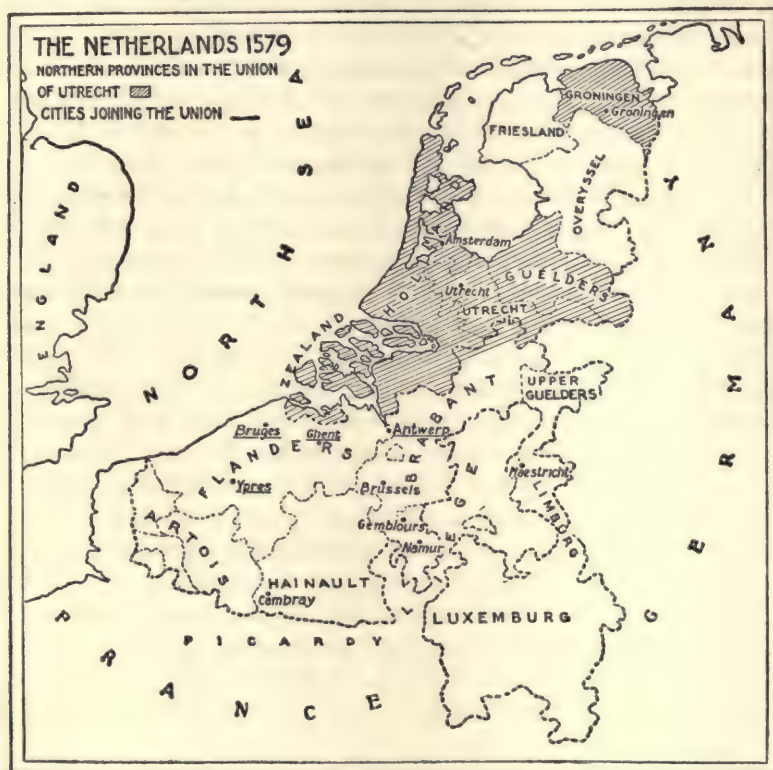 THE NETHERLANDS 1579
NORTHERN PROVINCES IN THE UNION
OF UTRECHT
CITIES JOINING THE UNION
NORTH SEA
ENGLAND
GRONINGEN
Groningen
FRIESLAND
OVERYSSEL
GERMANY
HOLLAND
Amsterdam
GUELDERS
Utrecht
UTRECHT
ZEALAND
UPPER
GUELDERS
BRABANT
Bruges
Ghent
Antwerp
FLANDERS
Ypres
Brussels
Maestricht
LIMBURG
LIEGE
Gemblours
Namur
ARTOIS
HAINAULT
Cambray
LUXEMBURG
PICARDY
FRANCE